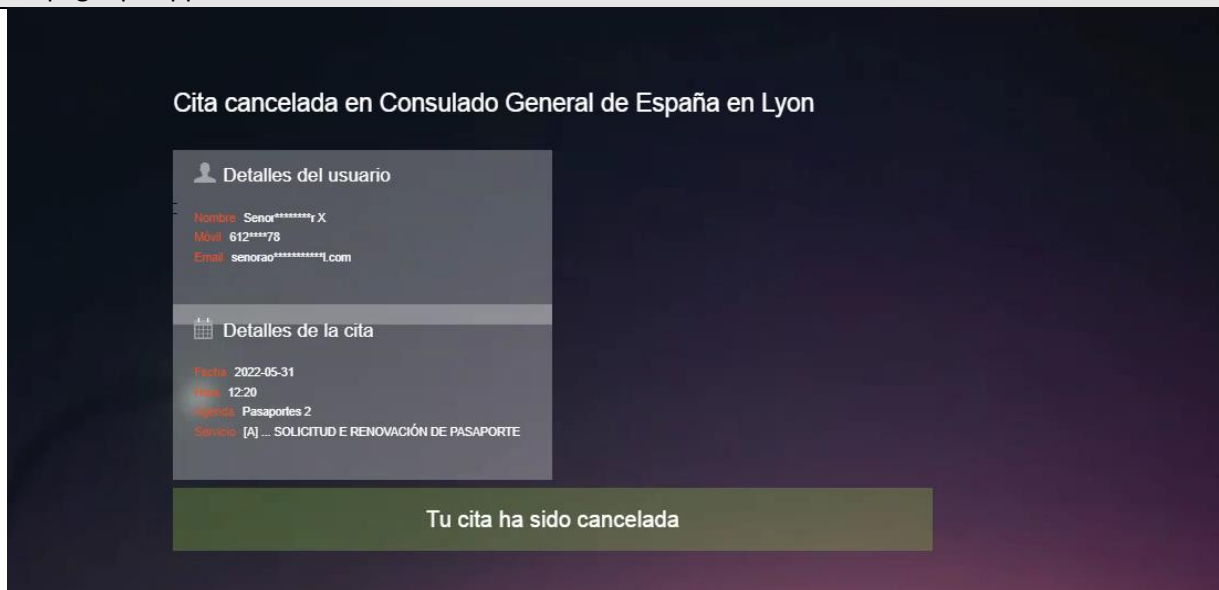 Cita cancelada en Consulado General de España en Lyon
Detalles del usuario
Nombre Senor********r X
Móvil 612****78
Email senorao***********l.com
Detalles de la cita
Fecha 2022-05-31
Hora 12:20
Agenda Pasaportes 2
Servicio [A] ... SOLICITUD E RENOVACIÓN DE PASAPORTE
Tu cita ha sido cancelada